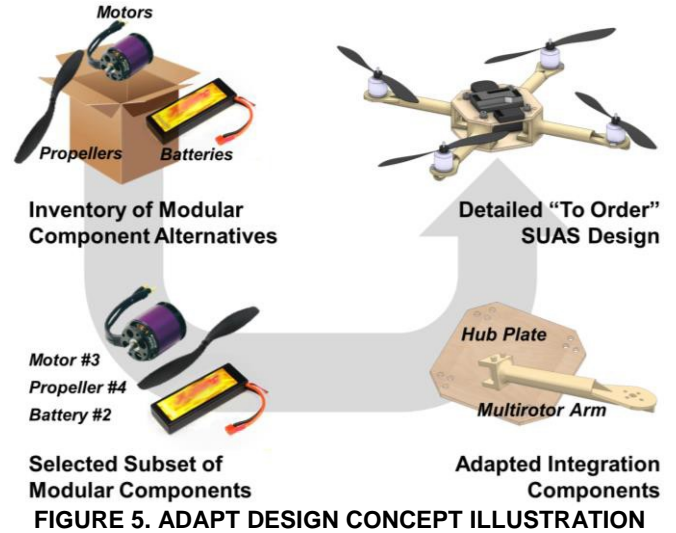 Motors
Propellers
Batteries
Inventory of Modular
Component Alternatives
Detailed “To Order”
SUAS Design
Motor #3
Propeller #4
Battery #2
Hub Plate
Multirotor Arm
Selected Subset of
Modular Components
Adapted Integration
Components
FIGURE 5. ADAPT DESIGN CONCEPT ILLUSTRATION